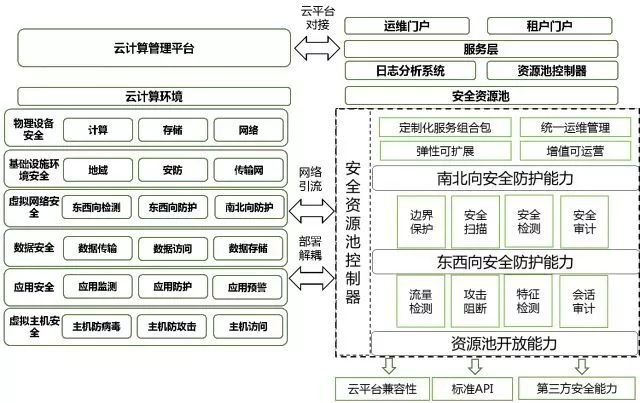 云平台
对接
云计算管理平台
运维门户
租户门户
服务层
日志分析系统
资源池控制器
安全资源池
云计算环境
物理设备
安全
计算
存储
网络
基础设施环
境安全
地域
安防
传输网
虚拟网络安
全
东西向检测
东西向防护
南北向防护
数据安全
数据传输
数据访问
数据存储
应用安全
应用监测
应用防护
应用预警
虚拟主机安
全
主机防病毒
主机防攻击
主机访问
网络
引流
部署
解耦
安全资源池控制器
定制化服务组合包
统一运维管理
弹性可扩展
增值可运营
南北向安全防护能力
边界
保护
安全
扫描
安全
检测
安全
审计
东西向安全防护能力
流量
检测
攻击
阻断
特征
检测
会话
审计
资源池开放能力
云平台兼容性
标准API
第三方安全能力